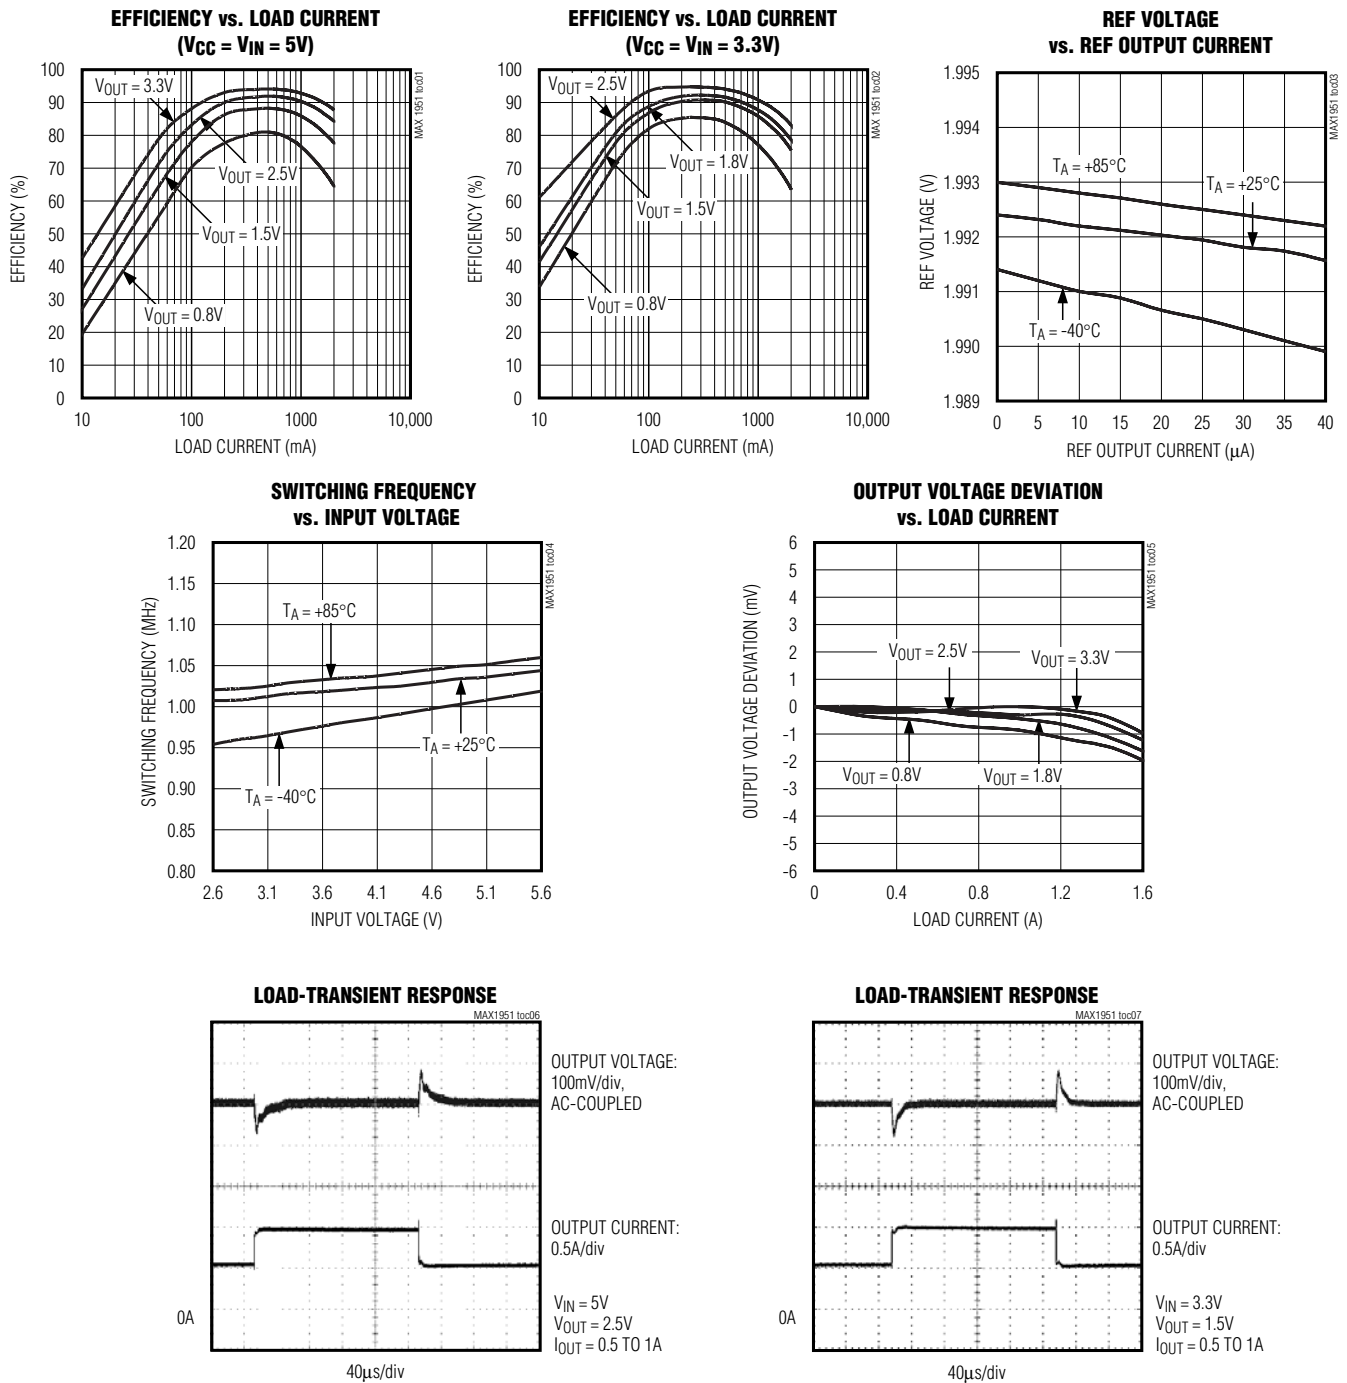 EFFICIENCY vs. LOAD CURRENT
(VCC = VIN = 5V)
MAX 1951 toc01
EFFICIENCY (%)
100
90
80
70
60
50
40
30
20
10
0
VOUT = 3.3V
VOUT = 2.5V
VOUT = 1.5V
VOUT = 0.8V
10 100 1000 10,000
LOAD CURRENT (mA)
EFFICIENCY vs. LOAD CURRENT
(VCC = VIN = 3.3V)
MAX 1951 toc02
EFFICIENCY (%)
100
90
80
70
60
50
40
30
20
10
0
VOUT = 2.5V
VOUT = 1.8V
VOUT = 1.5V
VOUT = 0.8V
10 100 1000 10,000
LOAD CURRENT (mA)
REF VOLTAGE
vs. REF OUTPUT CURRENT
MAX1951 toc03
REF VOLTAGE (V)
1.995
1.994
1.993
1.992
1.991
1.990
1.989
TA = +85°C
TA = +25°C
TA = -40°C
0 5 10 15 20 25 30 35 40
REF OUTPUT CURRENT (µA)
SWITCHING FREQUENCY
vs. INPUT VOLTAGE
MAX1951 toc04
SWITCHING FREQUENCY (MHz)
1.20
1.15
1.10
1.05
1.00
0.95
0.90
0.85
0.80
TA = +85°C
TA = +25°C
TA = -40°C
2.6 3.1 3.6 4.1 4.6 5.1 5.6
INPUT VOLTAGE (V)
OUTPUT VOLTAGE DEVIATION
vs. LOAD CURRENT
MAX1951 toc05
OUTPUT VOLTAGE DEVIATION (mV)
6
5
4
3
2
1
0
-1
-2
-3
-4
-5
-6
VOUT = 2.5V
VOUT = 3.3V
VOUT = 0.8V
VOUT = 1.8V
0 0.4 0.8 1.2 1.6
LOAD CURRENT (A)
LOAD-TRANSIENT RESPONSE
MAX1951 toc06
OUTPUT VOLTAGE:
100mV/div,
AC-COUPLED
OUTPUT CURRENT:
0.5A/div
0A
VIN = 5V
VOUT = 2.5V
IOUT = 0.5 TO 1A
40µs/div
LOAD-TRANSIENT RESPONSE
MAX1951 toc07
OUTPUT VOLTAGE:
100mV/div,
AC-COUPLED
OUTPUT CURRENT:
0.5A/div
0A
VIN = 3.3V
VOUT = 1.5V
IOUT = 0.5 TO 1A
40µs/div